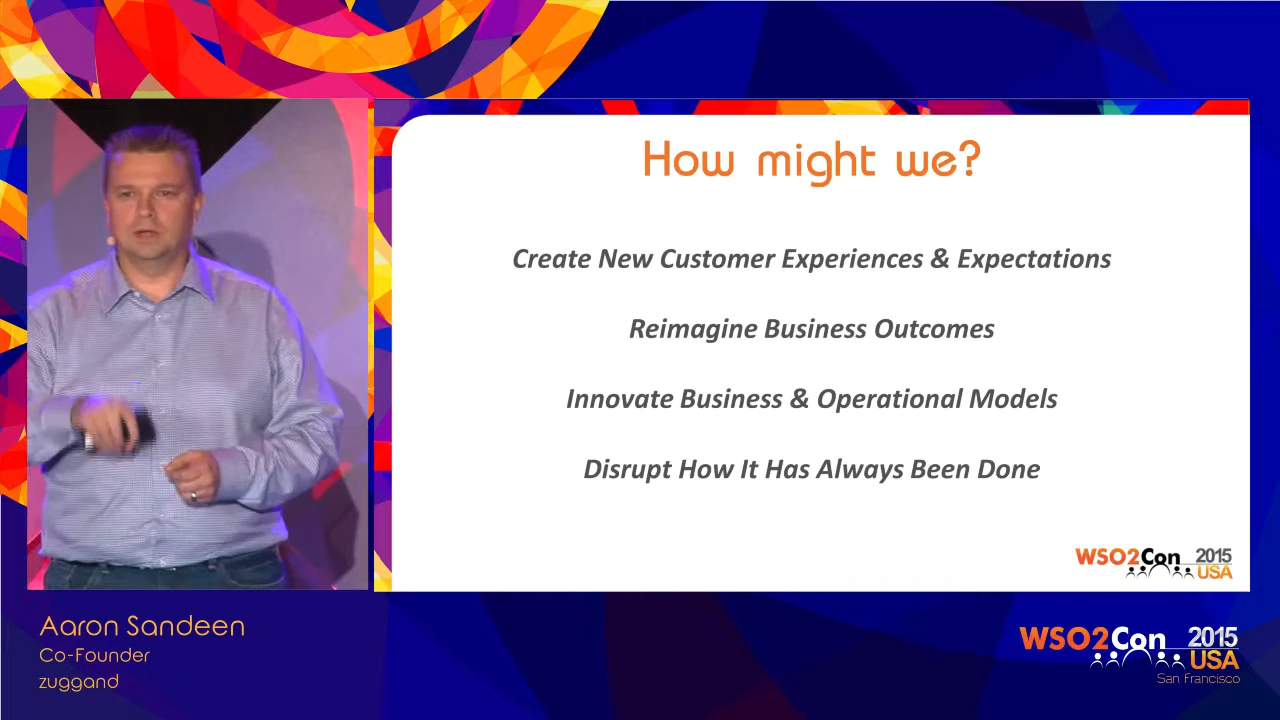 How might we?
Create New Customer Experiences & Expectations
Reimagine Business Outcomes
Innovate Business & Operational Models
Disrupt How It Has Always Been Done
WSO2Con 2015
USA
Aaron Sandeen
Co-Founder
zuggand
WSO2Con 2015
USA
San Francisco